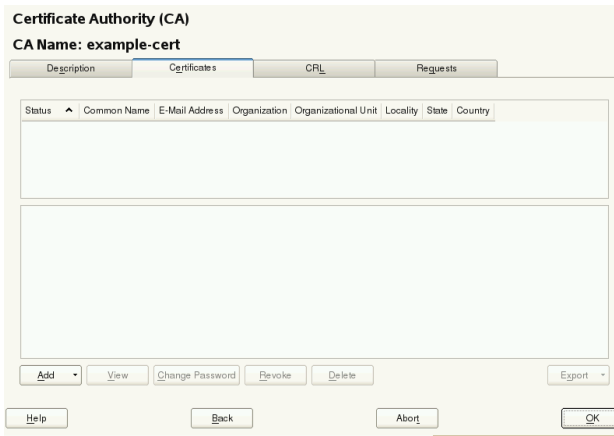 Certificate Authority (CA)
CA Name: example-cert
Description Certificates CRL Requests
Status Common Name E-Mail Address Organization Organizational Unit Locality State Country
Add View Change Password Revoke Delete Export
Help Back Abort OK